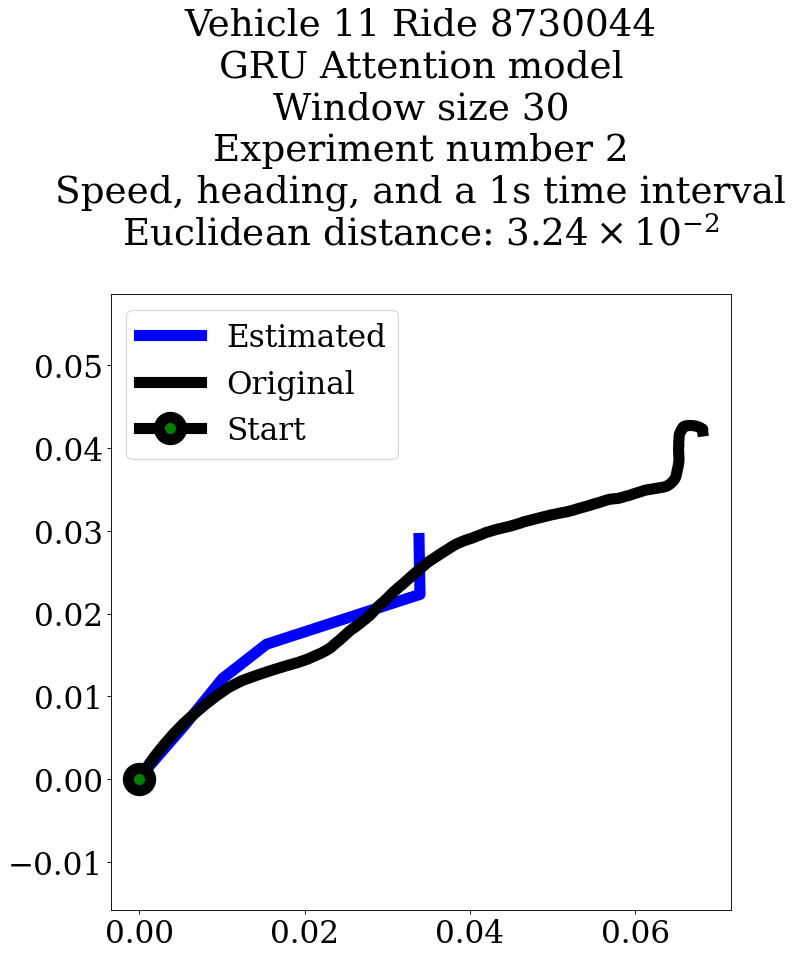 Vehicle 11 Ride 8730044
GRU Attention model
Window size 30
Experiment number 2
Speed, heading, and a 1s time interval
Euclidean distance: 3.24 × 10⁻²
Estimated
Original
Start
0.05
0.04
0.03
0.02
0.01
0.00
−0.01
0.00 0.02 0.04 0.06